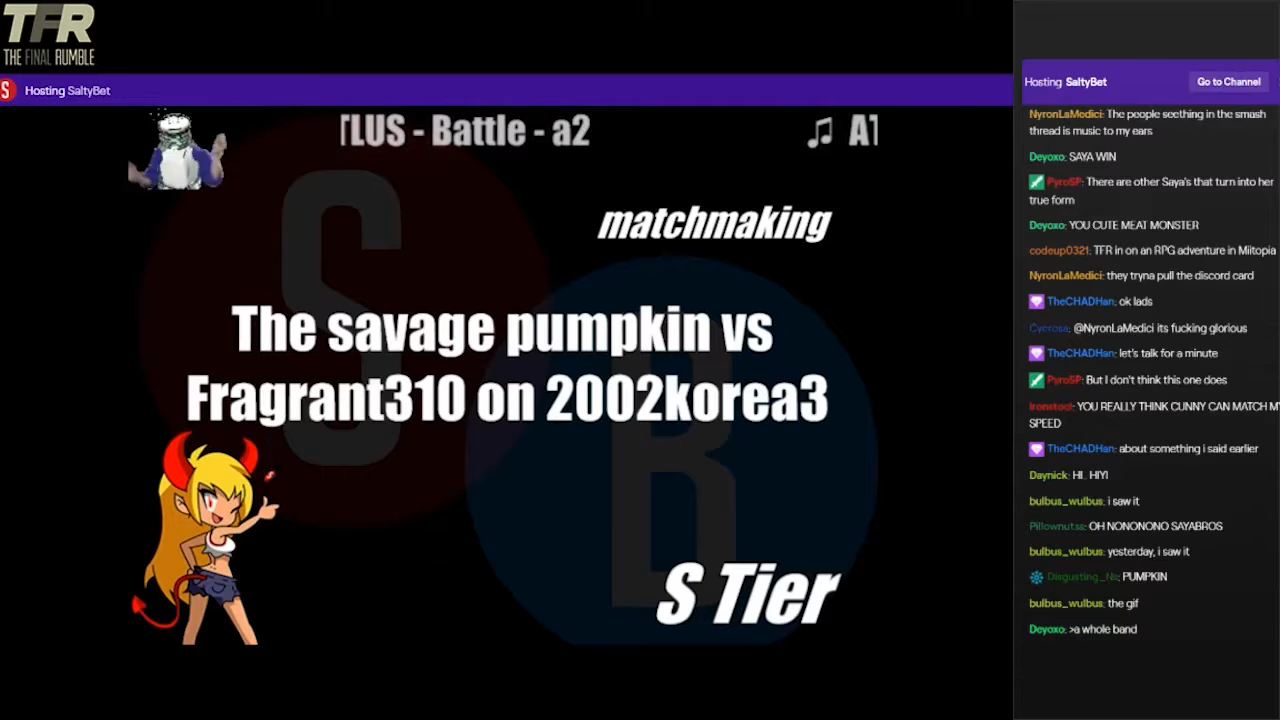 TFR
THE FINAL RUMBLE
S
Hosting SaltyBet
TLUS - Battle - a2
♫ AT
matchmaking
The savage pumpkin vs
Fragrant310 on 2002korea3
S Tier
S
B
Hosting SaltyBet
Go to Channel
NyronLaMedici: The people seething in the smash
thread is music to my ears
Deyoxo: SAYA WIN
PyroSP: There are other Saya's that turn into her
true form
Deyoxo: YOU CUTE MEAT MONSTER
codeup0321: TFR in on an RPG adventure in Miitopia
NyronLaMedici: they tryna pull the discord card
TheCHADHan: ok lads
Cycrosa: @NyronLaMedici its fucking glorious
TheCHADHan: let's talk for a minute
PyroSP: But I don't think this one does
Ironstool: YOU REALLY THINK CUNNY CAN MATCH MY
SPEED
TheCHADHan: about something i said earlier
Daynick: HI.. HIYI
bulbus_wulbus: i saw it
Pillownutss: OH NONONONO SAYABROS
bulbus_wulbus: yesterday, i saw it
Disgusting_Ns: PUMPKIN
bulbus_wulbus: the gif
Deyoxo: >a whole band